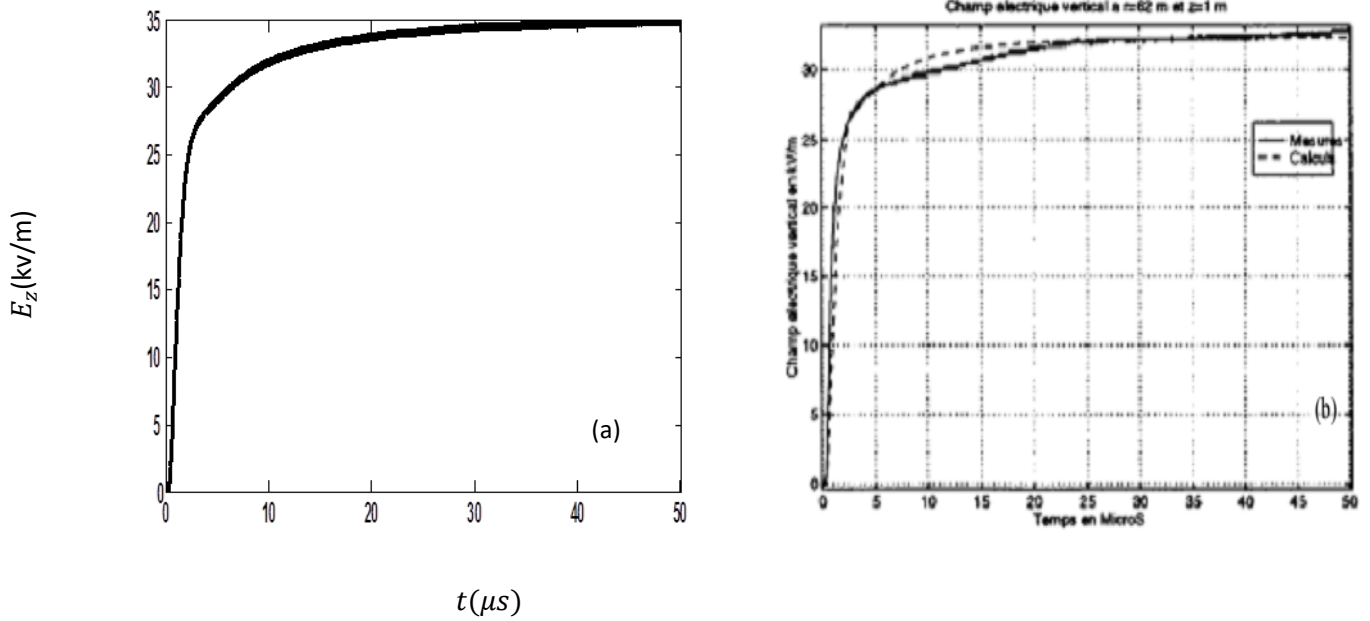 35
30
25
20
15
10
5
0
0 10 20 30 40 50
E_z(kv/m)
t(μs)
(a)
Champ electrique vertical a r=62 m et z=1 m
30
25
20
15
10
5
0
0 5 10 15 20 25 30 35 40 45 50
Champ electrique vertical en kV/m
Temps en MicroS
Mesures
Calculs
(b)